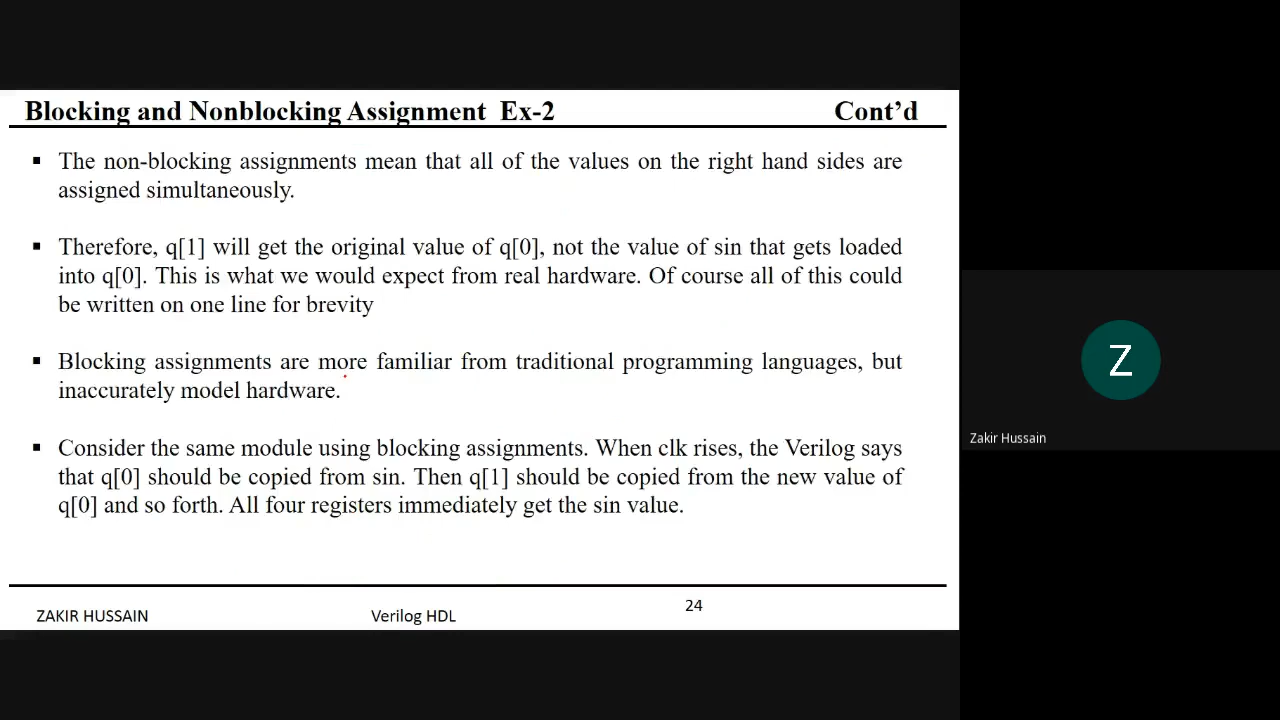 Blocking and Nonblocking Assignment Ex-2 Cont’d
▪ The non-blocking assignments mean that all of the values on the right hand sides are
assigned simultaneously.
▪ Therefore, q[1] will get the original value of q[0], not the value of sin that gets loaded
into q[0]. This is what we would expect from real hardware. Of course all of this could
be written on one line for brevity
▪ Blocking assignments are more familiar from traditional programming languages, but
inaccurately model hardware.
▪ Consider the same module using blocking assignments. When clk rises, the Verilog says
that q[0] should be copied from sin. Then q[1] should be copied from the new value of
q[0] and so forth. All four registers immediately get the sin value.
ZAKIR HUSSAIN Verilog HDL 24
Z
Zakir Hussain